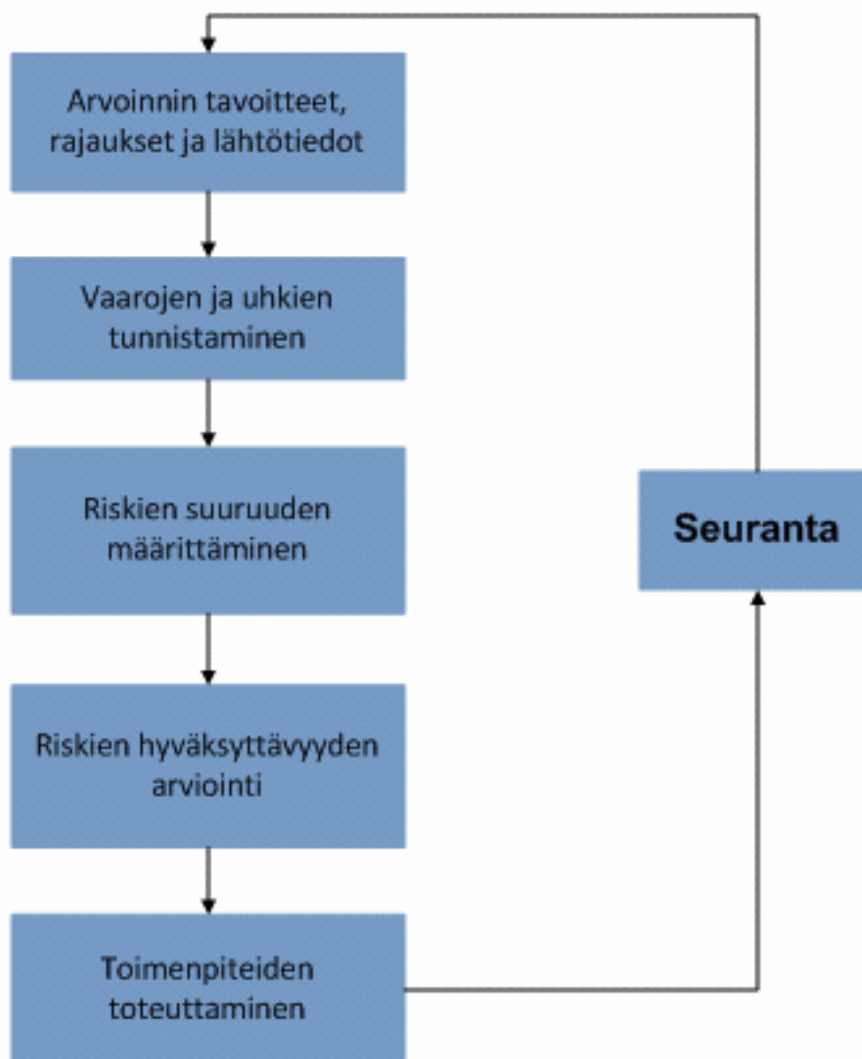 Arvoinnin tavoitteet,
rajaukset ja lähtötiedot
Vaarojen ja uhkien
tunnistaminen
Riskien suuruuden
määrittäminen
Seuranta
Riskien hyväksyttävyyden
arviointi
Toimenpiteiden
toteuttaminen